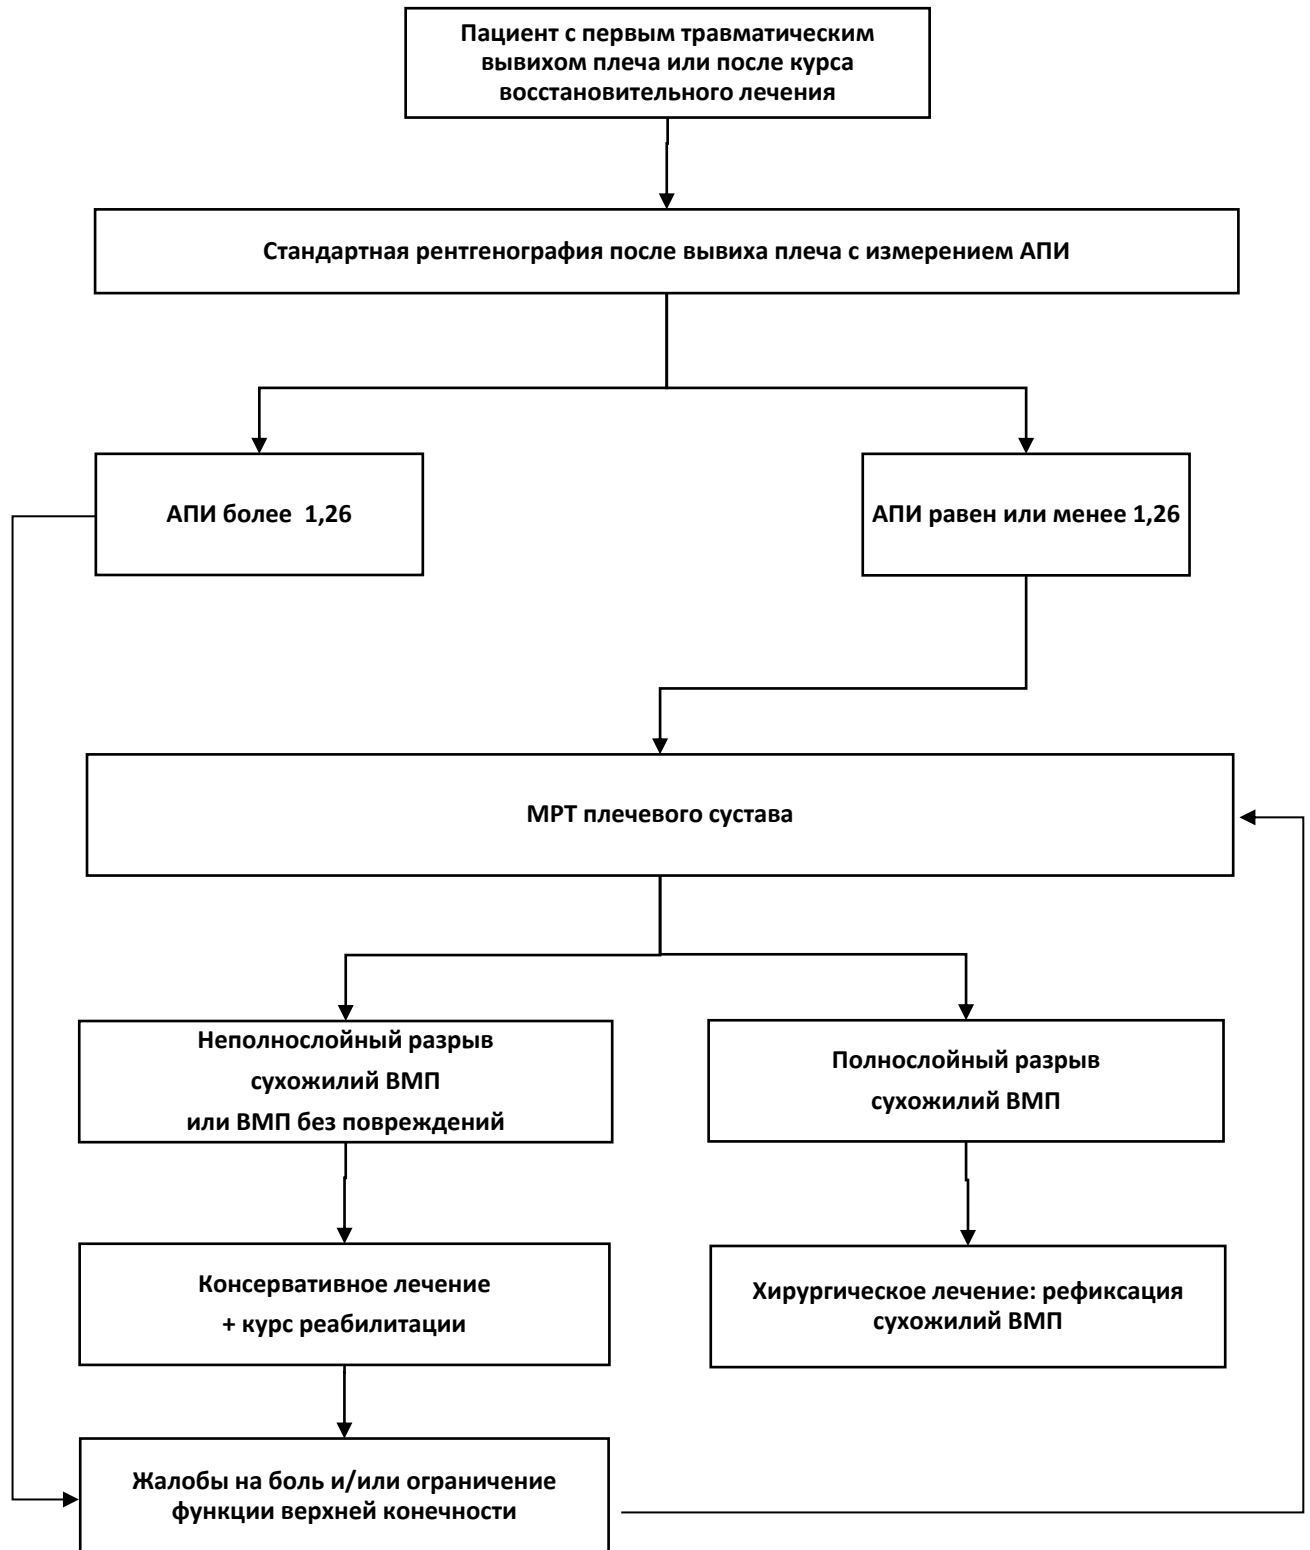 Пациент с первым травматическим
вывихом плеча или после курса
восстановительного лечения
Стандартная рентгенография после вывиха плеча с измерением АПИ
АПИ более 1,26
АПИ равен или менее 1,26
МРТ плечевого сустава
Неполнослойный разрыв
сухожилий ВМП
или ВМП без повреждений
Полнослойный разрыв
сухожилий ВМП
Консервативное лечение
+ курс реабилитации
Хирургическое лечение: рефиксация
сухожилий ВМП
Жалобы на боль и/или ограничение
функции верхней конечности